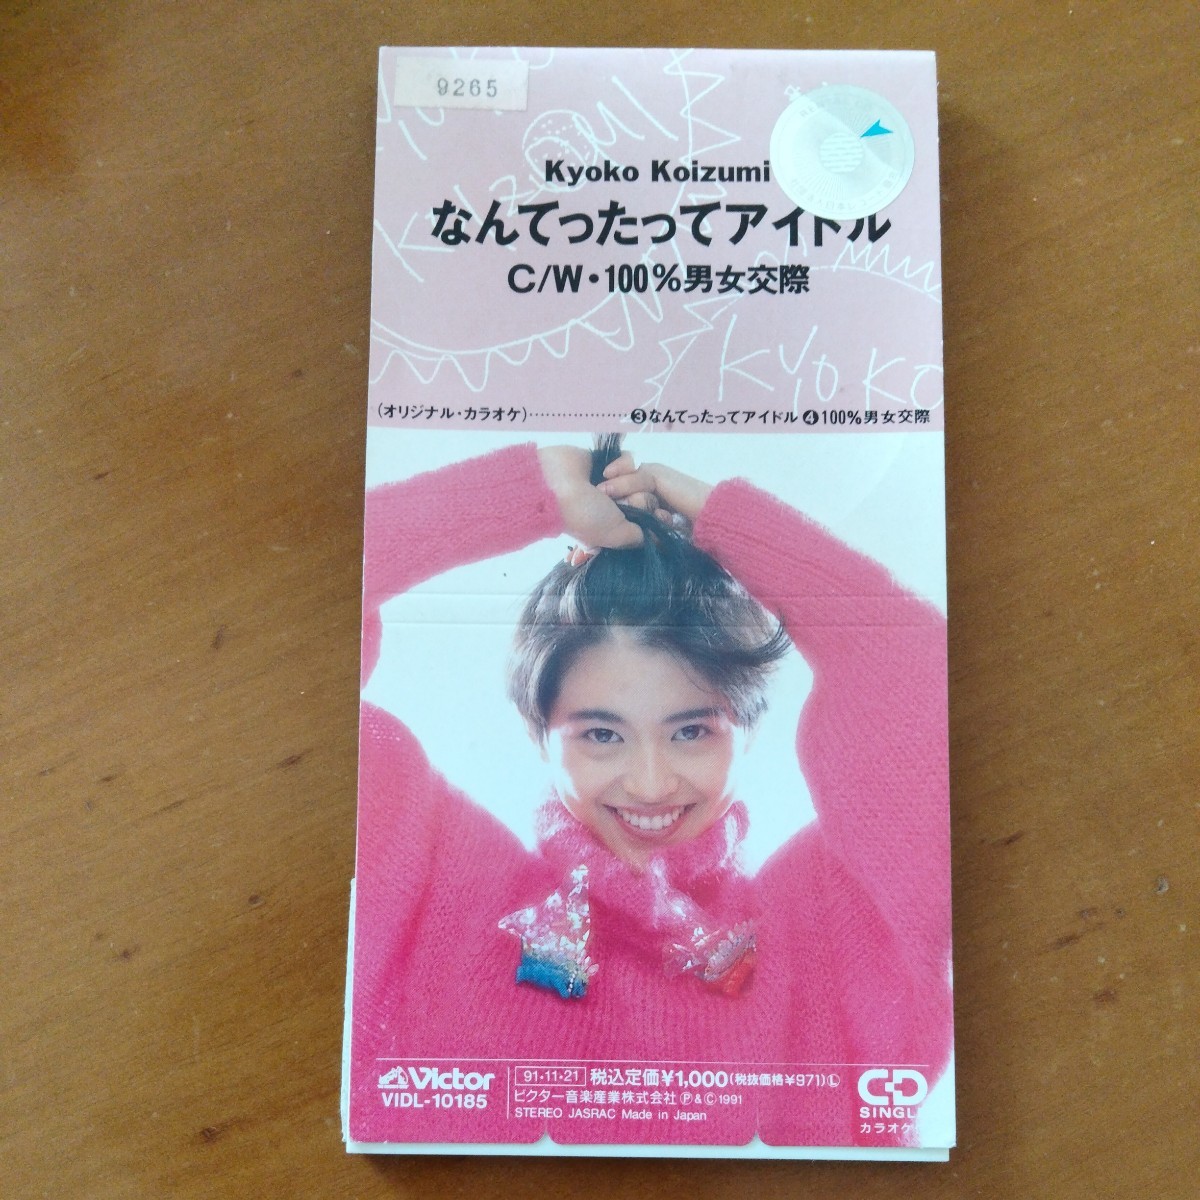 9265
Kyoko Koizumi
なんてったってアイドル
C/W・100%男女交際
KYOKO
(オリジナル・カラオケ)………………❸なんてったってアイドル ❹100%男女交際
Victor
VIDL-10185
91・11・21 税込定価¥1,000(税抜価格¥971)Ⓛ
ビクター音楽産業株式会社 Ⓟ&Ⓒ1991
STEREO JASRAC Made in Japan
CD
SINGL
カラオケ